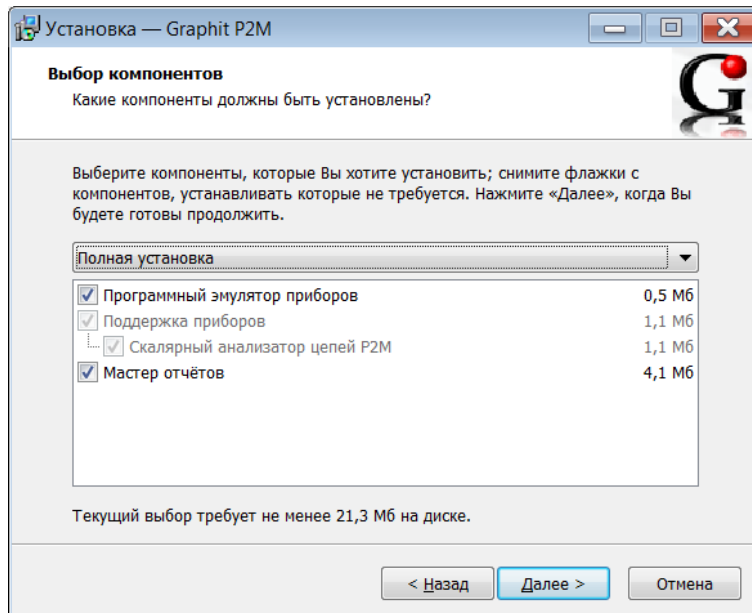 Установка — Graphit P2M
Выбор компонентов
Какие компоненты должны быть установлены?
Выберите компоненты, которые Вы хотите установить; снимите флажки с
компонентов, устанавливать которые не требуется. Нажмите «Далее», когда Вы
будете готовы продолжить.
Полная установка
Программный эмулятор приборов 0,5 Мб
Поддержка приборов 1,1 Мб
Скалярный анализатор цепей Р2М 1,1 Мб
Мастер отчётов 4,1 Мб
Текущий выбор требует не менее 21,3 Мб на диске.
< Назад Далее > Отмена